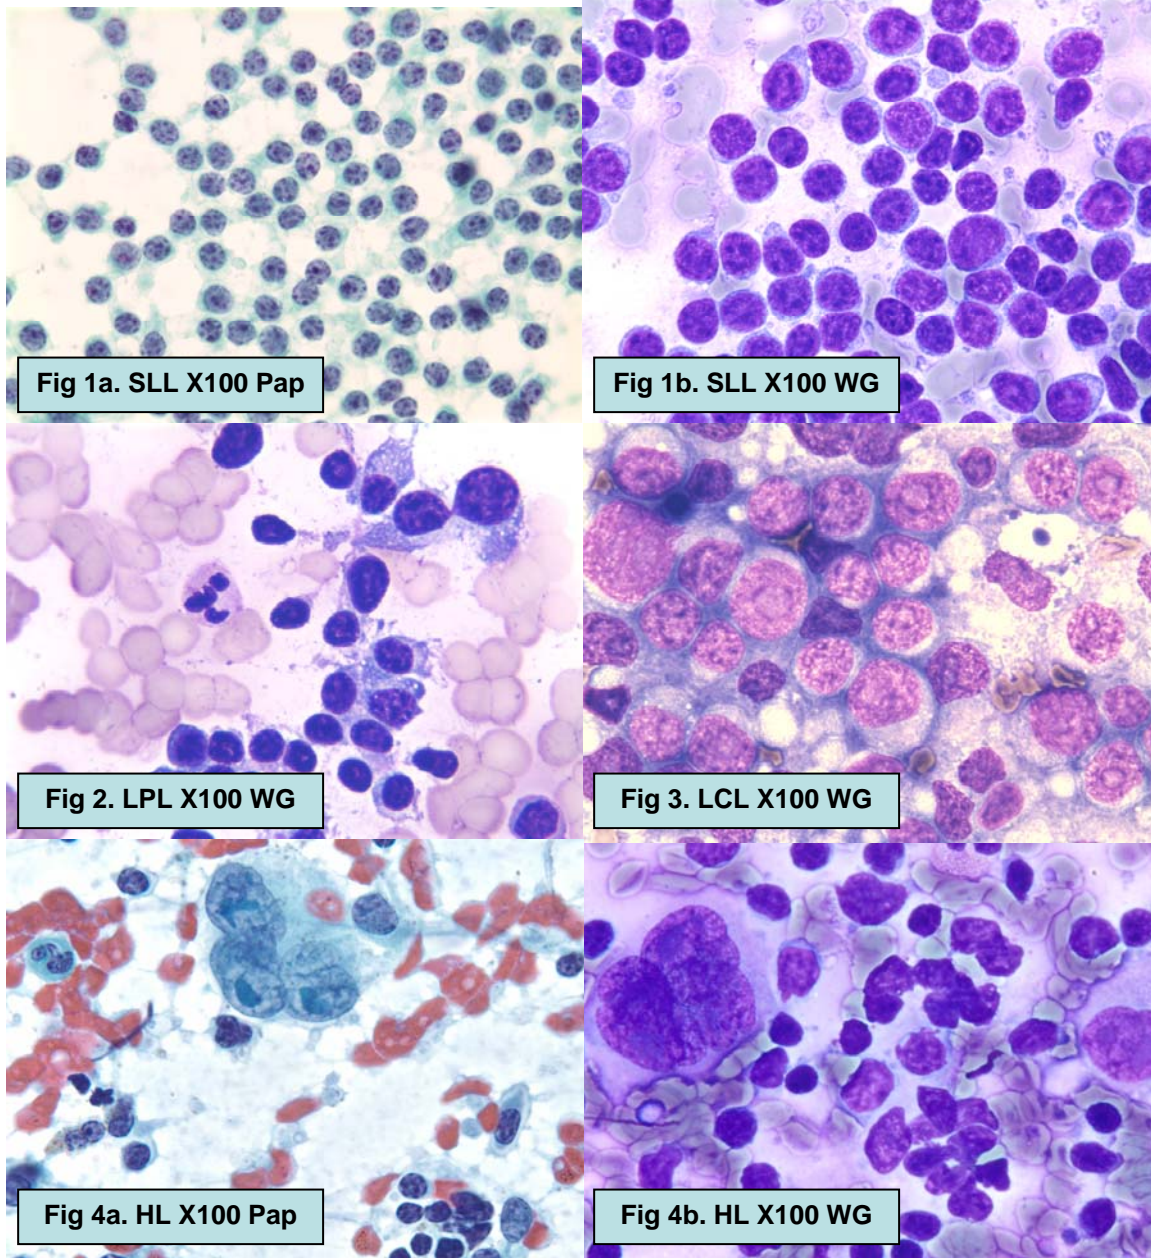 Fig 1a. SLL X100 Pap
Fig 1b. SLL X100 WG
Fig 2. LPL X100 WG
Fig 3. LCL X100 WG
Fig 4a. HL X100 Pap
Fig 4b. HL X100 WG